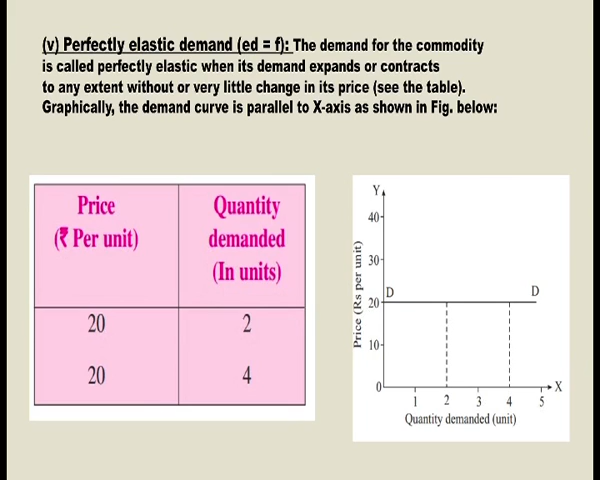 (v) Perfectly elastic demand (ed = f): The demand for the commodity
is called perfectly elastic when its demand expands or contracts
to any extent without or very little change in its price (see the table).
Graphically, the demand curve is parallel to X-axis as shown in Fig. below:
Price Quantity
(₹ Per unit) demanded
(In units)
20 2
20 4
Y
40
30
D D
20
10
0 X
1 2 3 4 5
Price (Rs per unit)
Quantity demanded (unit)